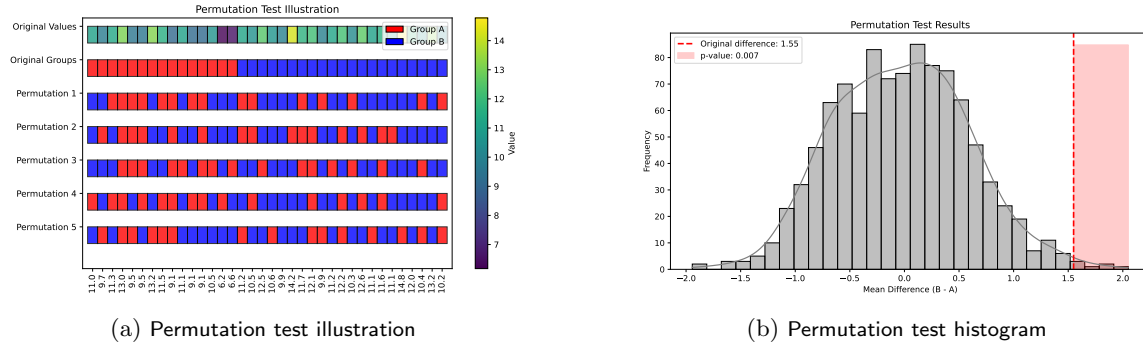 Permutation Test Illustration
Original Values
Original Groups
Permutation 1
Permutation 2
Permutation 3
Permutation 4
Permutation 5
Group A
Group B
14
13
12
11
10
9
8
7
Value
11.0 9.7 11.3 13.0 9.5 9.5 13.2 11.5 9.1 11.1 9.1 9.1 10.5 6.2 6.6 11.2 10.5 12.6 10.6 9.9 14.2 11.7 12.1 9.9 11.2 12.2 10.3 12.6 11.6 11.1 14.8 12.0 10.4 13.2 10.2
(a) Permutation test illustration
Permutation Test Results
Original difference: 1.55
p-value: 0.007
Frequency
80
70
60
50
40
30
20
10
0
−2.0 −1.5 −1.0 −0.5 0.0 0.5 1.0 1.5 2.0
Mean Difference (B - A)
(b) Permutation test histogram